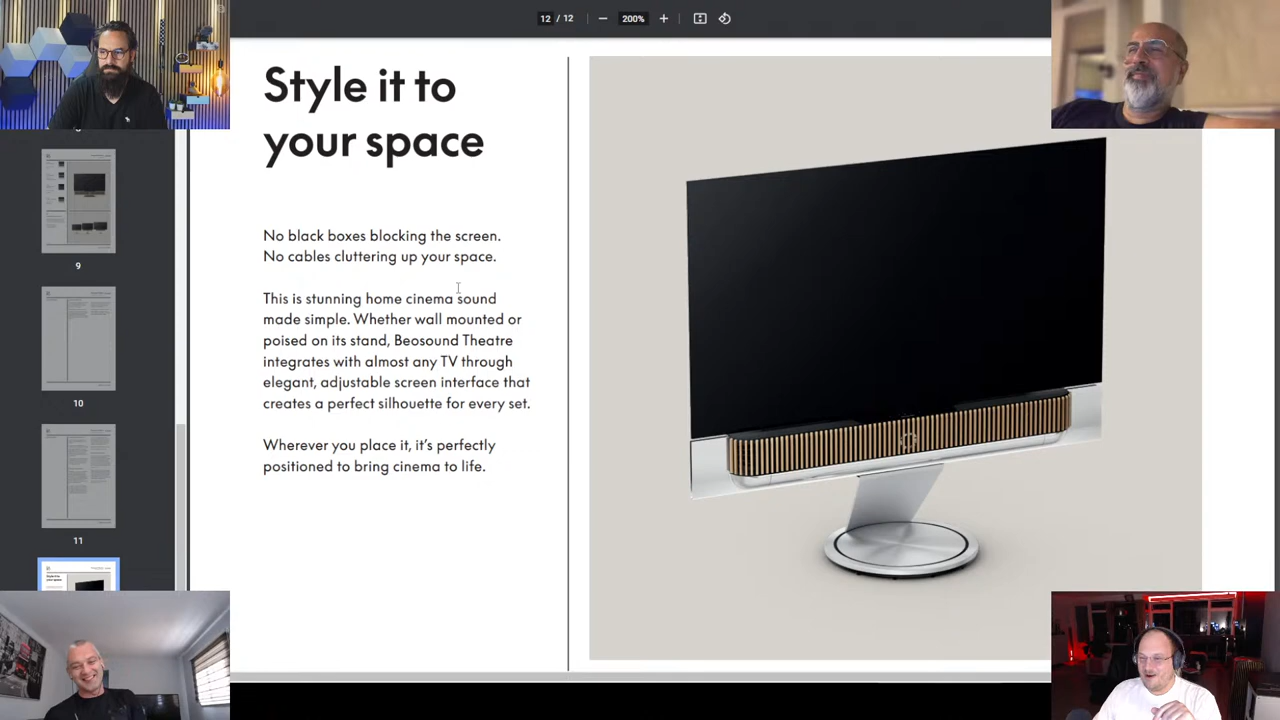 12 / 12
200%
Style it to
your space
No black boxes blocking the screen.
No cables cluttering up your space.
This is stunning home cinema sound
made simple. Whether wall mounted or
poised on its stand, Beosound Theatre
integrates with almost any TV through
elegant, adjustable screen interface that
creates a perfect silhouette for every set.
Wherever you place it, it's perfectly
positioned to bring cinema to life.
9
10
11